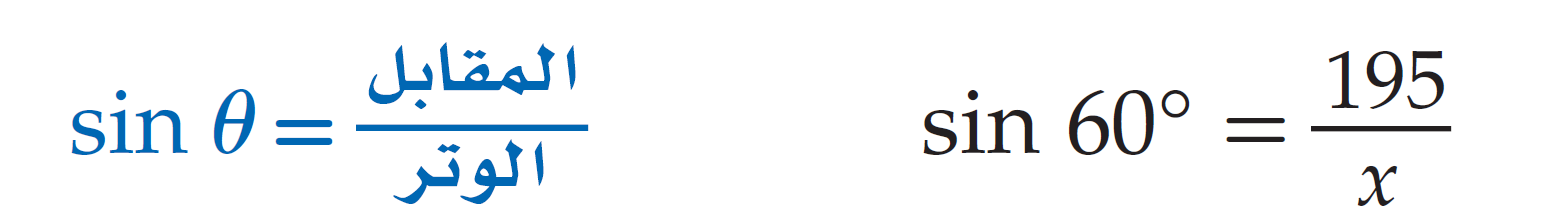 sin θ = المقابل / الوتر
sin 60° = 195 / x